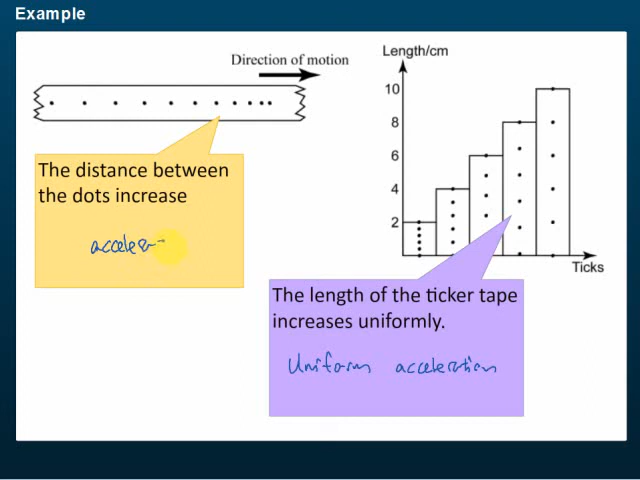 Example
Direction of motion
The distance between
the dots increase
Length/cm
10
8
6
4
2
Ticks
The length of the ticker tape
increases uniformly.
Uniform acceleration